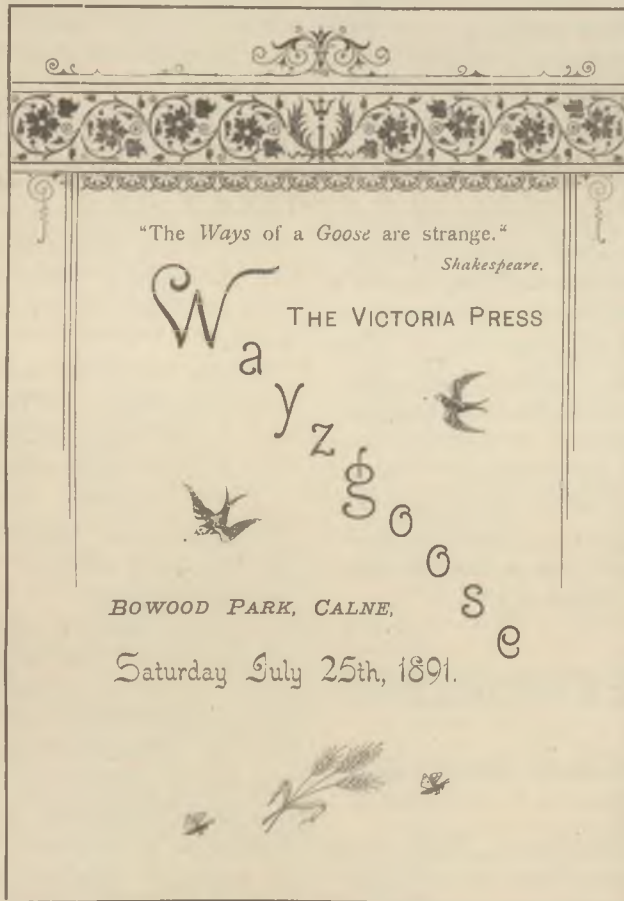 "The Ways of a Goose are strange."
Shakespeare.
THE VICTORIA PRESS
Wayzgoose
BOWOOD PARK, CALNE,
Saturday July 25th, 1891.